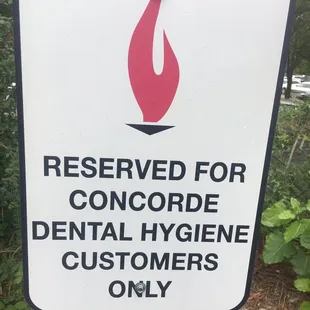 RESERVED FOR
CONCORDE
DENTAL HYGIENE
CUSTOMERS
ONLY